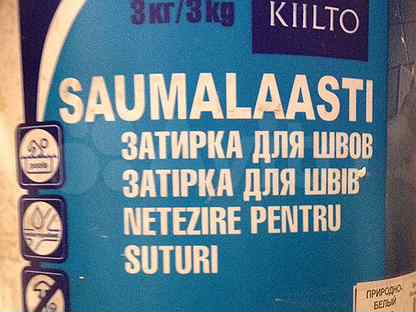 3 кг/3 kg
KIILTO
SAUMALAASTI
ЗАТИРКА ДЛЯ ШВОВ
ЗАТІРКА ДЛЯ ШВІВ
NETEZIRE PENTRU
SUTURI
ПРИРОДНО-
БЕЛЫЙ